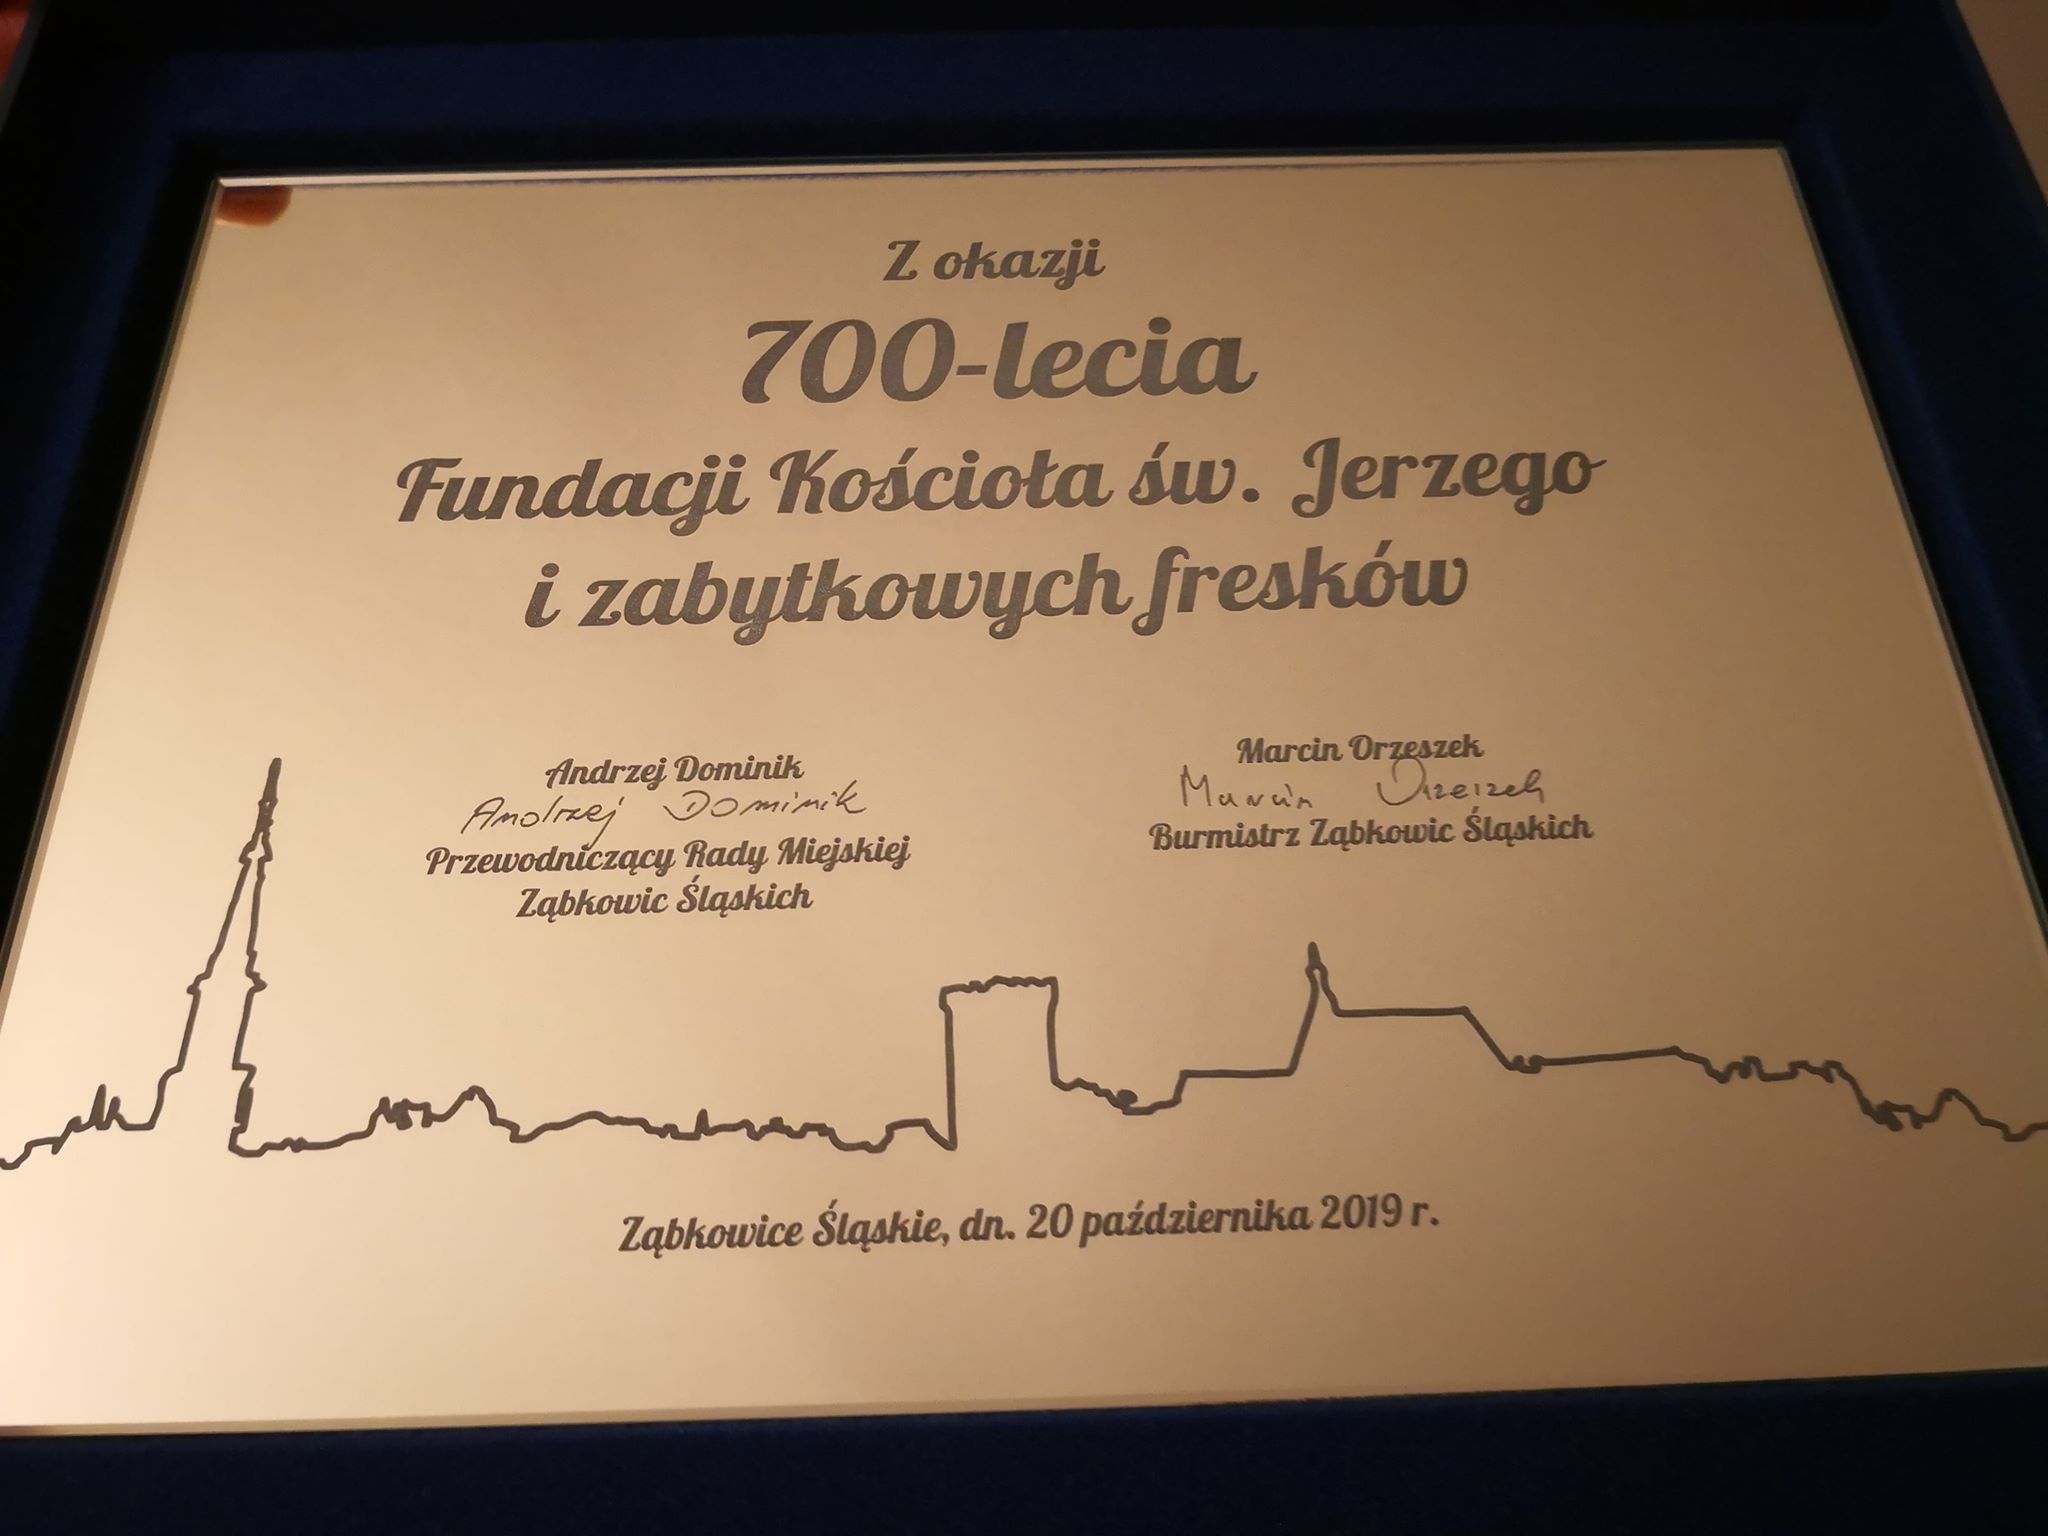 Z okazji
700-lecia
Fundacji Kościoła św. Jerzego
i zabytkowych fresków
Andrzej Dominik
Andrzej Dominik
Przewodniczący Rady Miejskiej
Ząbkowic Śląskich
Marcin Orzeszek
Marcin Orzeszek
Burmistrz Ząbkowic Śląskich
Ząbkowice Śląskie, dn. 20 października 2019 r.